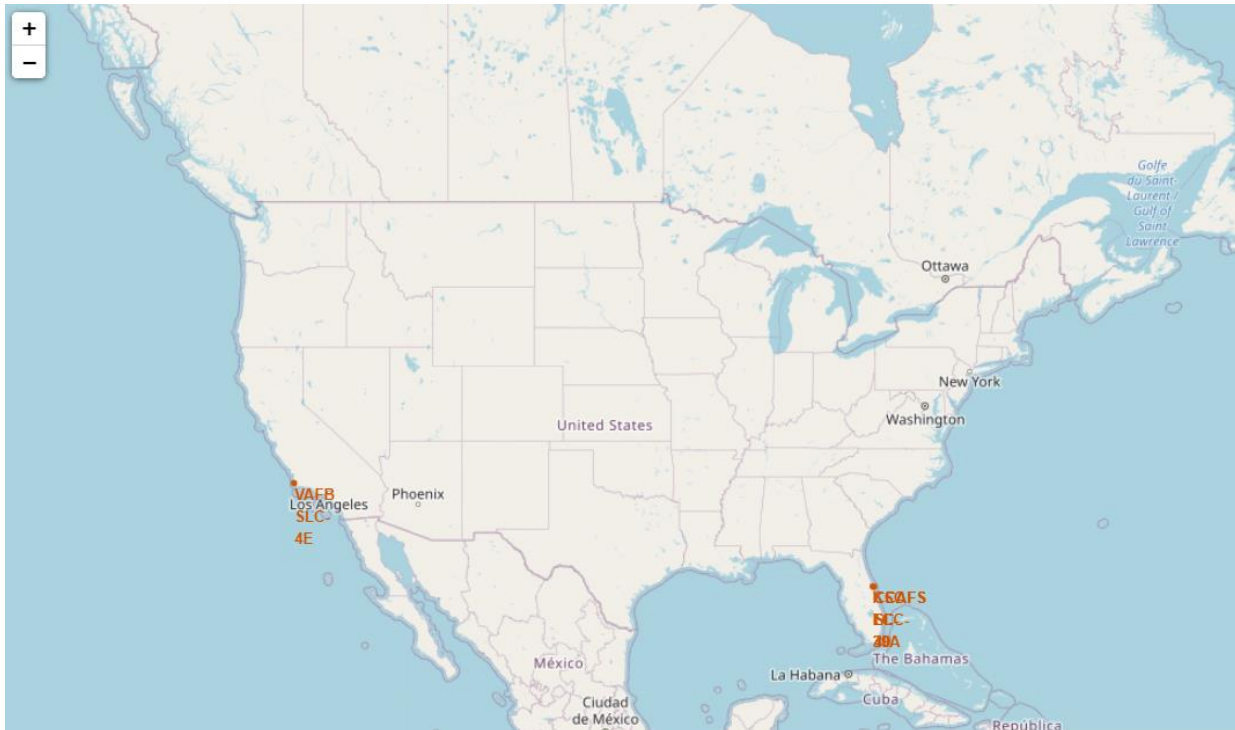 +
−
Golfe
du Saint-
Laurent /
Gulf of
Saint
Lawrence
Ottawa
New York
Washington
United States
VAFB
SLC-
4E
Los Angeles
Phoenix
The Bahamas
La Habana
México
Cuba
Ciudad
de México
República